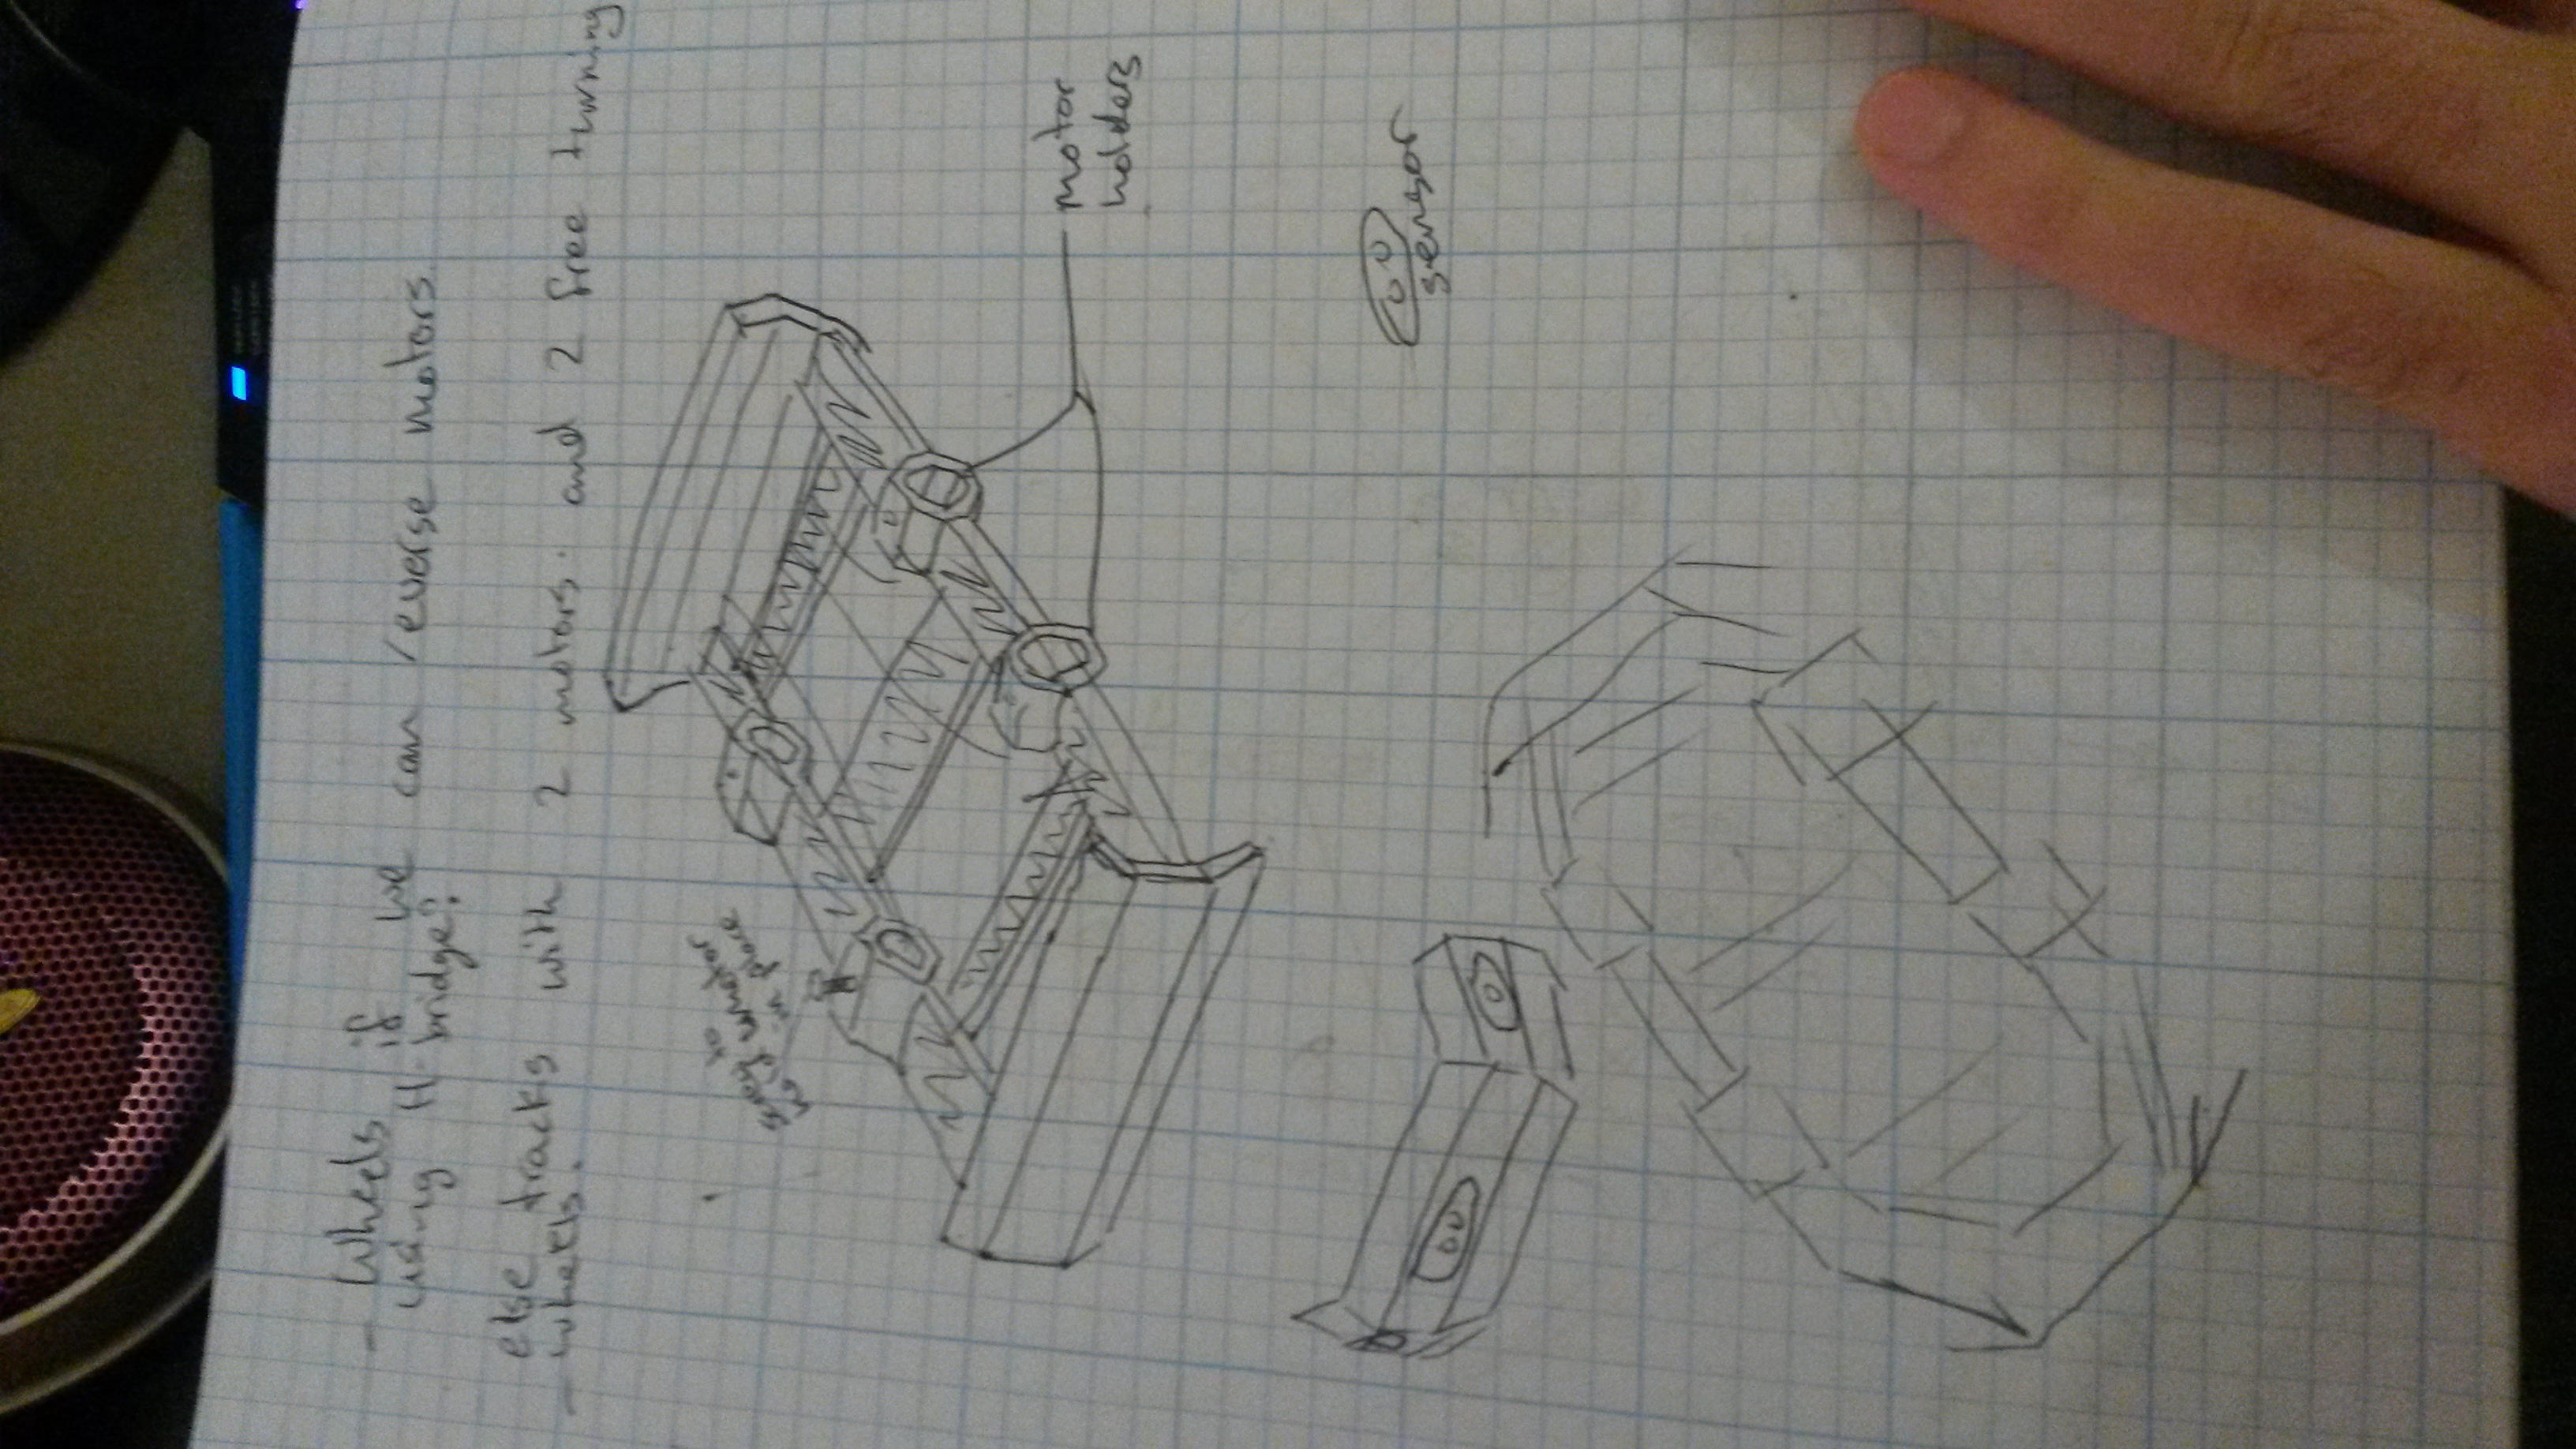 - Wheels if we can reverse motors
using H bridge?
else tracks with 2 motors. and 2 free turning
- wheels.
screw to
hold motor
in place
motor
holders
sensor